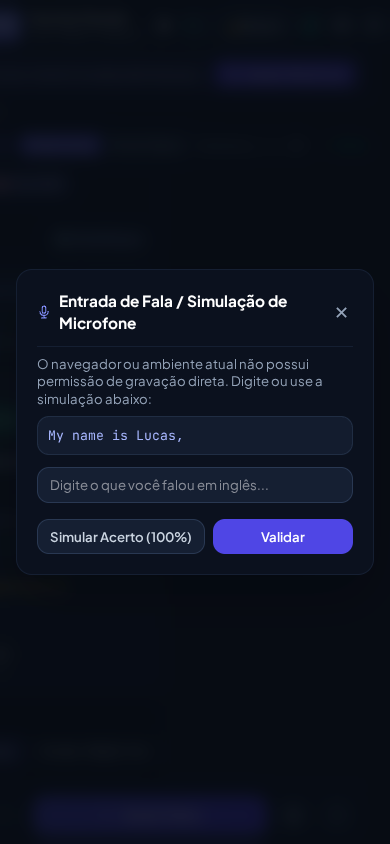 Entrada de Fala / Simulação de
Microfone
O navegador ou ambiente atual não possui
permissão de gravação direta. Digite ou use a
simulação abaixo:
My name is Lucas,
Digite o que você falou em inglês...
Simular Acerto (100%)
Validar